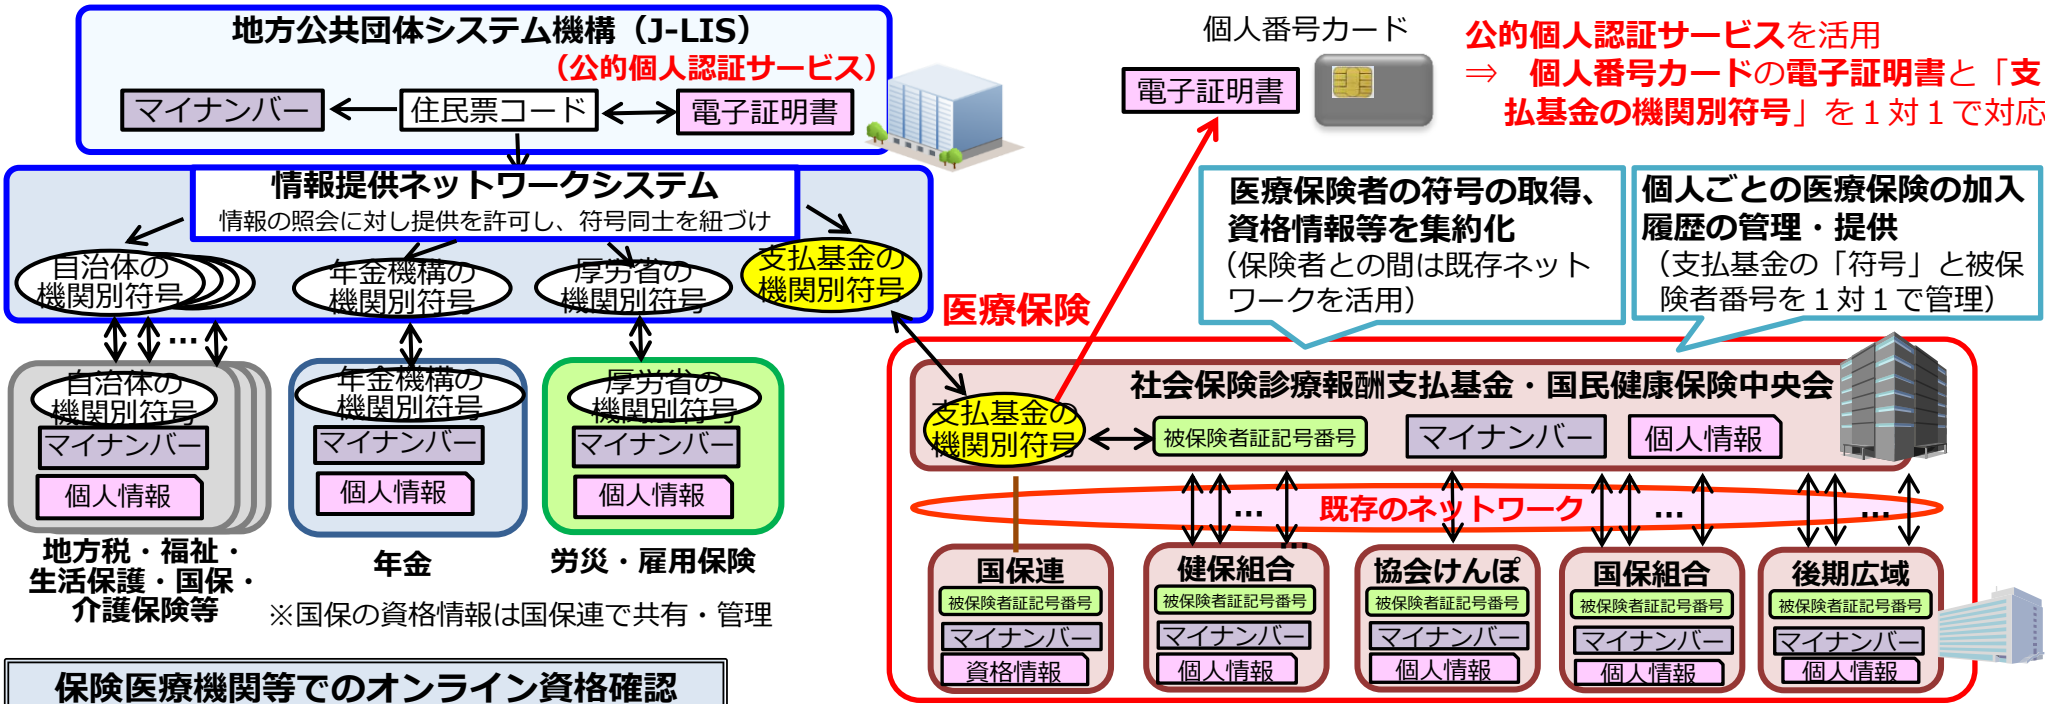 地方公共団体システム機構（J-LIS）
（公的個人認証サービス）
マイナンバー
住民票コード
電子証明書
個人番号カード
電子証明書
公的個人認証サービスを活用
⇒　個人番号カードの電子証明書と「支
払基金の機関別符号」を１対１で対応
情報提供ネットワークシステム
情報の照会に対し提供を許可し、符号同士を紐づけ
自治体の
機関別符号
年金機構の
機関別符号
厚労省の
機関別符号
支払基金の
機関別符号
医療保険者の符号の取得、
資格情報等を集約化
（保険者との間は既存ネット
ワークを活用）
個人ごとの医療保険の加入
履歴の管理・提供
（支払基金の「符号」と被保
険者番号を１対１で管理）
医療保険
…
自治体の
機関別符号
マイナンバー
個人情報
地方税・福祉・
生活保護・国保・
介護保険等
年金機構の
機関別符号
マイナンバー
個人情報
年金
厚労省の
機関別符号
マイナンバー
個人情報
労災・雇用保険
※国保の資格情報は国保連で共有・管理
社会保険診療報酬支払基金・国民健康保険中央会
支払基金の
機関別符号
被保険者証記号番号
マイナンバー
個人情報
既存のネットワーク
…
…
…
…
国保連
被保険者証記号番号
マイナンバー
資格情報
健保組合
被保険者証記号番号
マイナンバー
個人情報
協会けんぽ
被保険者証記号番号
マイナンバー
個人情報
国保組合
被保険者証記号番号
マイナンバー
個人情報
後期広域
被保険者証記号番号
マイナンバー
個人情報
保険医療機関等でのオンライン資格確認